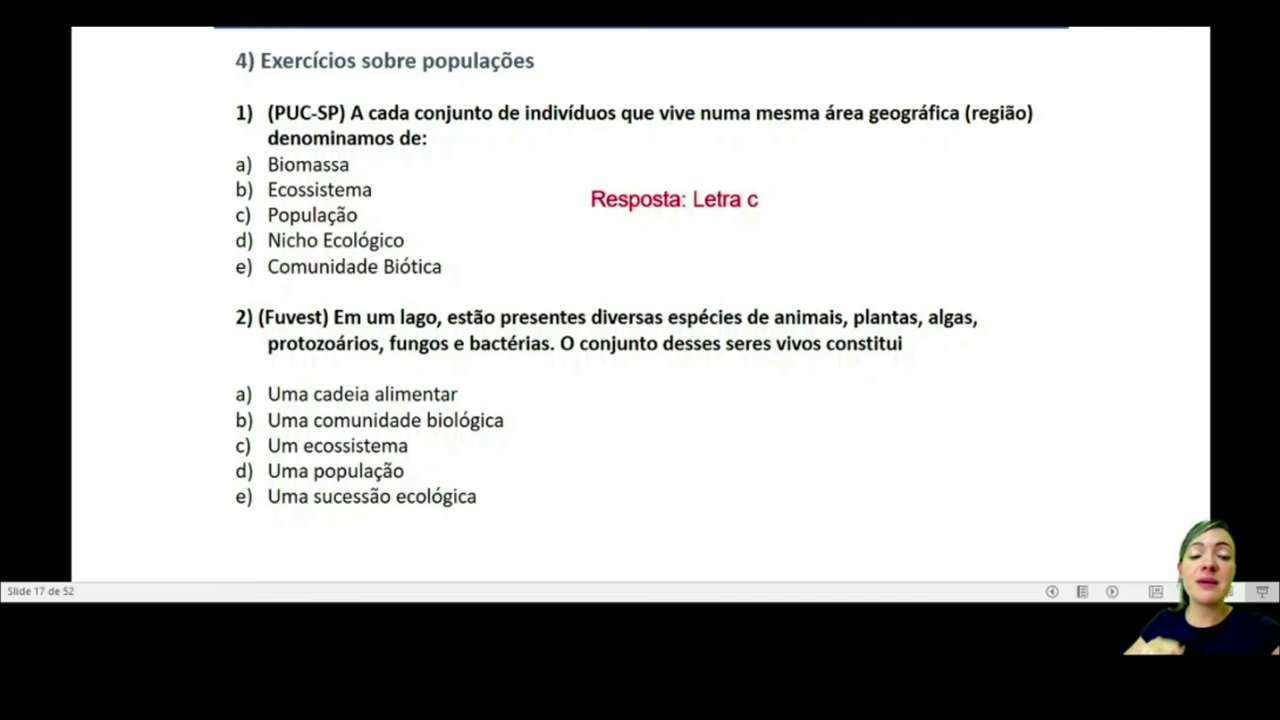 4) Exercícios sobre populações
1) (PUC-SP) A cada conjunto de indivíduos que vive numa mesma área geográfica (região)
denominamos de:
a) Biomassa
b) Ecossistema
Resposta: Letra c
c) População
d) Nicho Ecológico
e) Comunidade Biótica
2) (Fuvest) Em um lago, estão presentes diversas espécies de animais, plantas, algas,
protozoários, fungos e bactérias. O conjunto desses seres vivos constitui
a) Uma cadeia alimentar
b) Uma comunidade biológica
c) Um ecossistema
d) Uma população
e) Uma sucessão ecológica
Slide 17 de 52